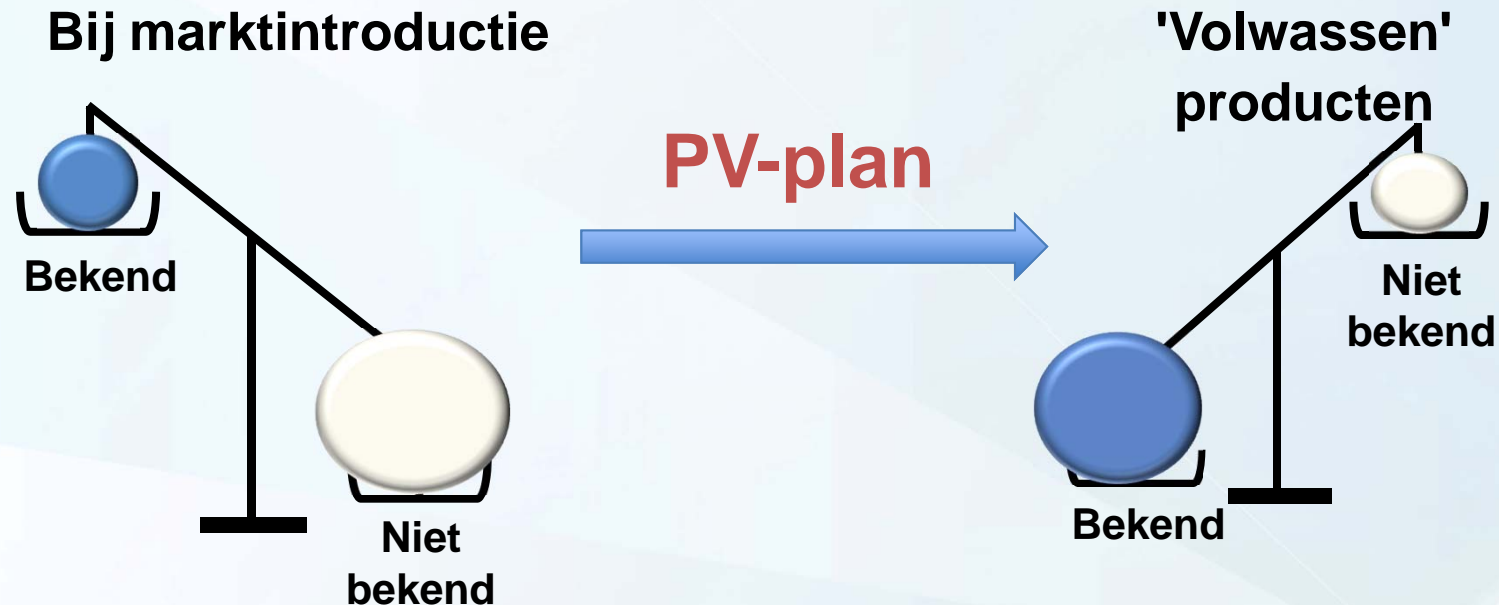 Bij marktintroductie
Bekend
Niet
bekend
PV-plan
'Volwassen'
producten
Niet
bekend
Bekend